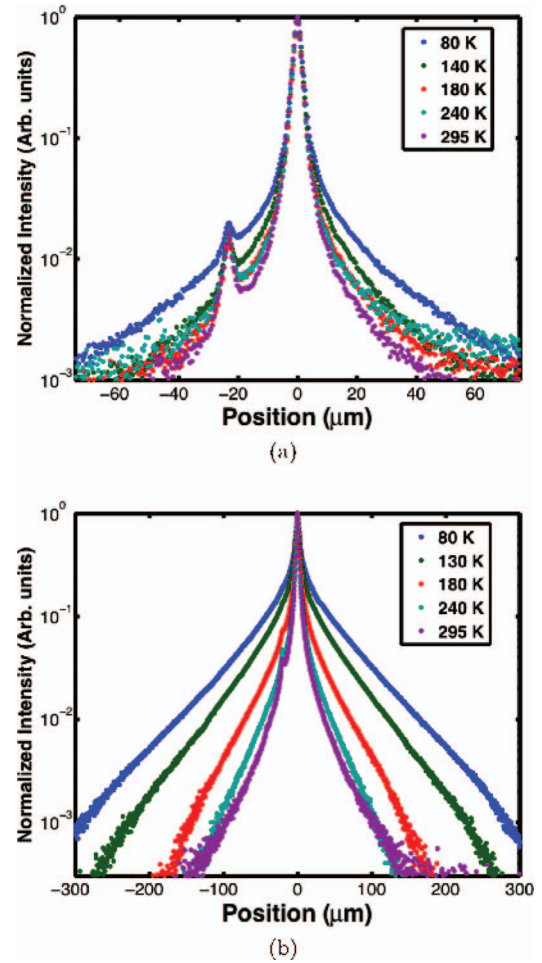 10⁰
80 K
140 K
180 K
240 K
295 K
10⁻¹
10⁻²
10⁻³
Normalized Intensity (Arb. units)
−60 −40 −20 0 20 40 60
Position (μm)
(a)
10⁰
80 K
130 K
180 K
240 K
295 K
10⁻¹
10⁻²
10⁻³
Normalized Intensity (Arb. units)
−300 −200 −100 0 100 200 300
Position (μm)
(b)